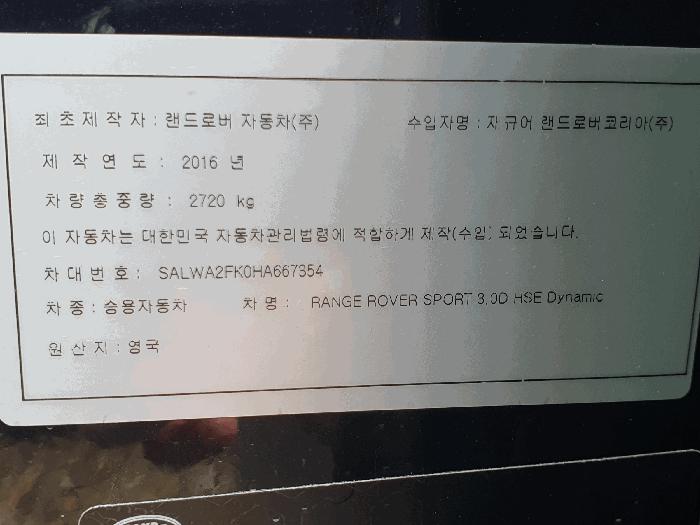 최초제작자 : 랜드로버 자동차(주) 수입자명 : 재규어 랜드로버코리아(주)
제 작 연 도 : 2016 년
차 량 총 중 량 : 2720 kg
이 자동차는 대한민국 자동차관리법령에 적합하게 제작(수입) 되었습니다.
차 대 번 호 : SALWA2FK0HA667354
차 종 : 승용자동차 차 명 : RANGE ROVER SPORT 3.0D HSE Dynamic
원 산 지 : 영국